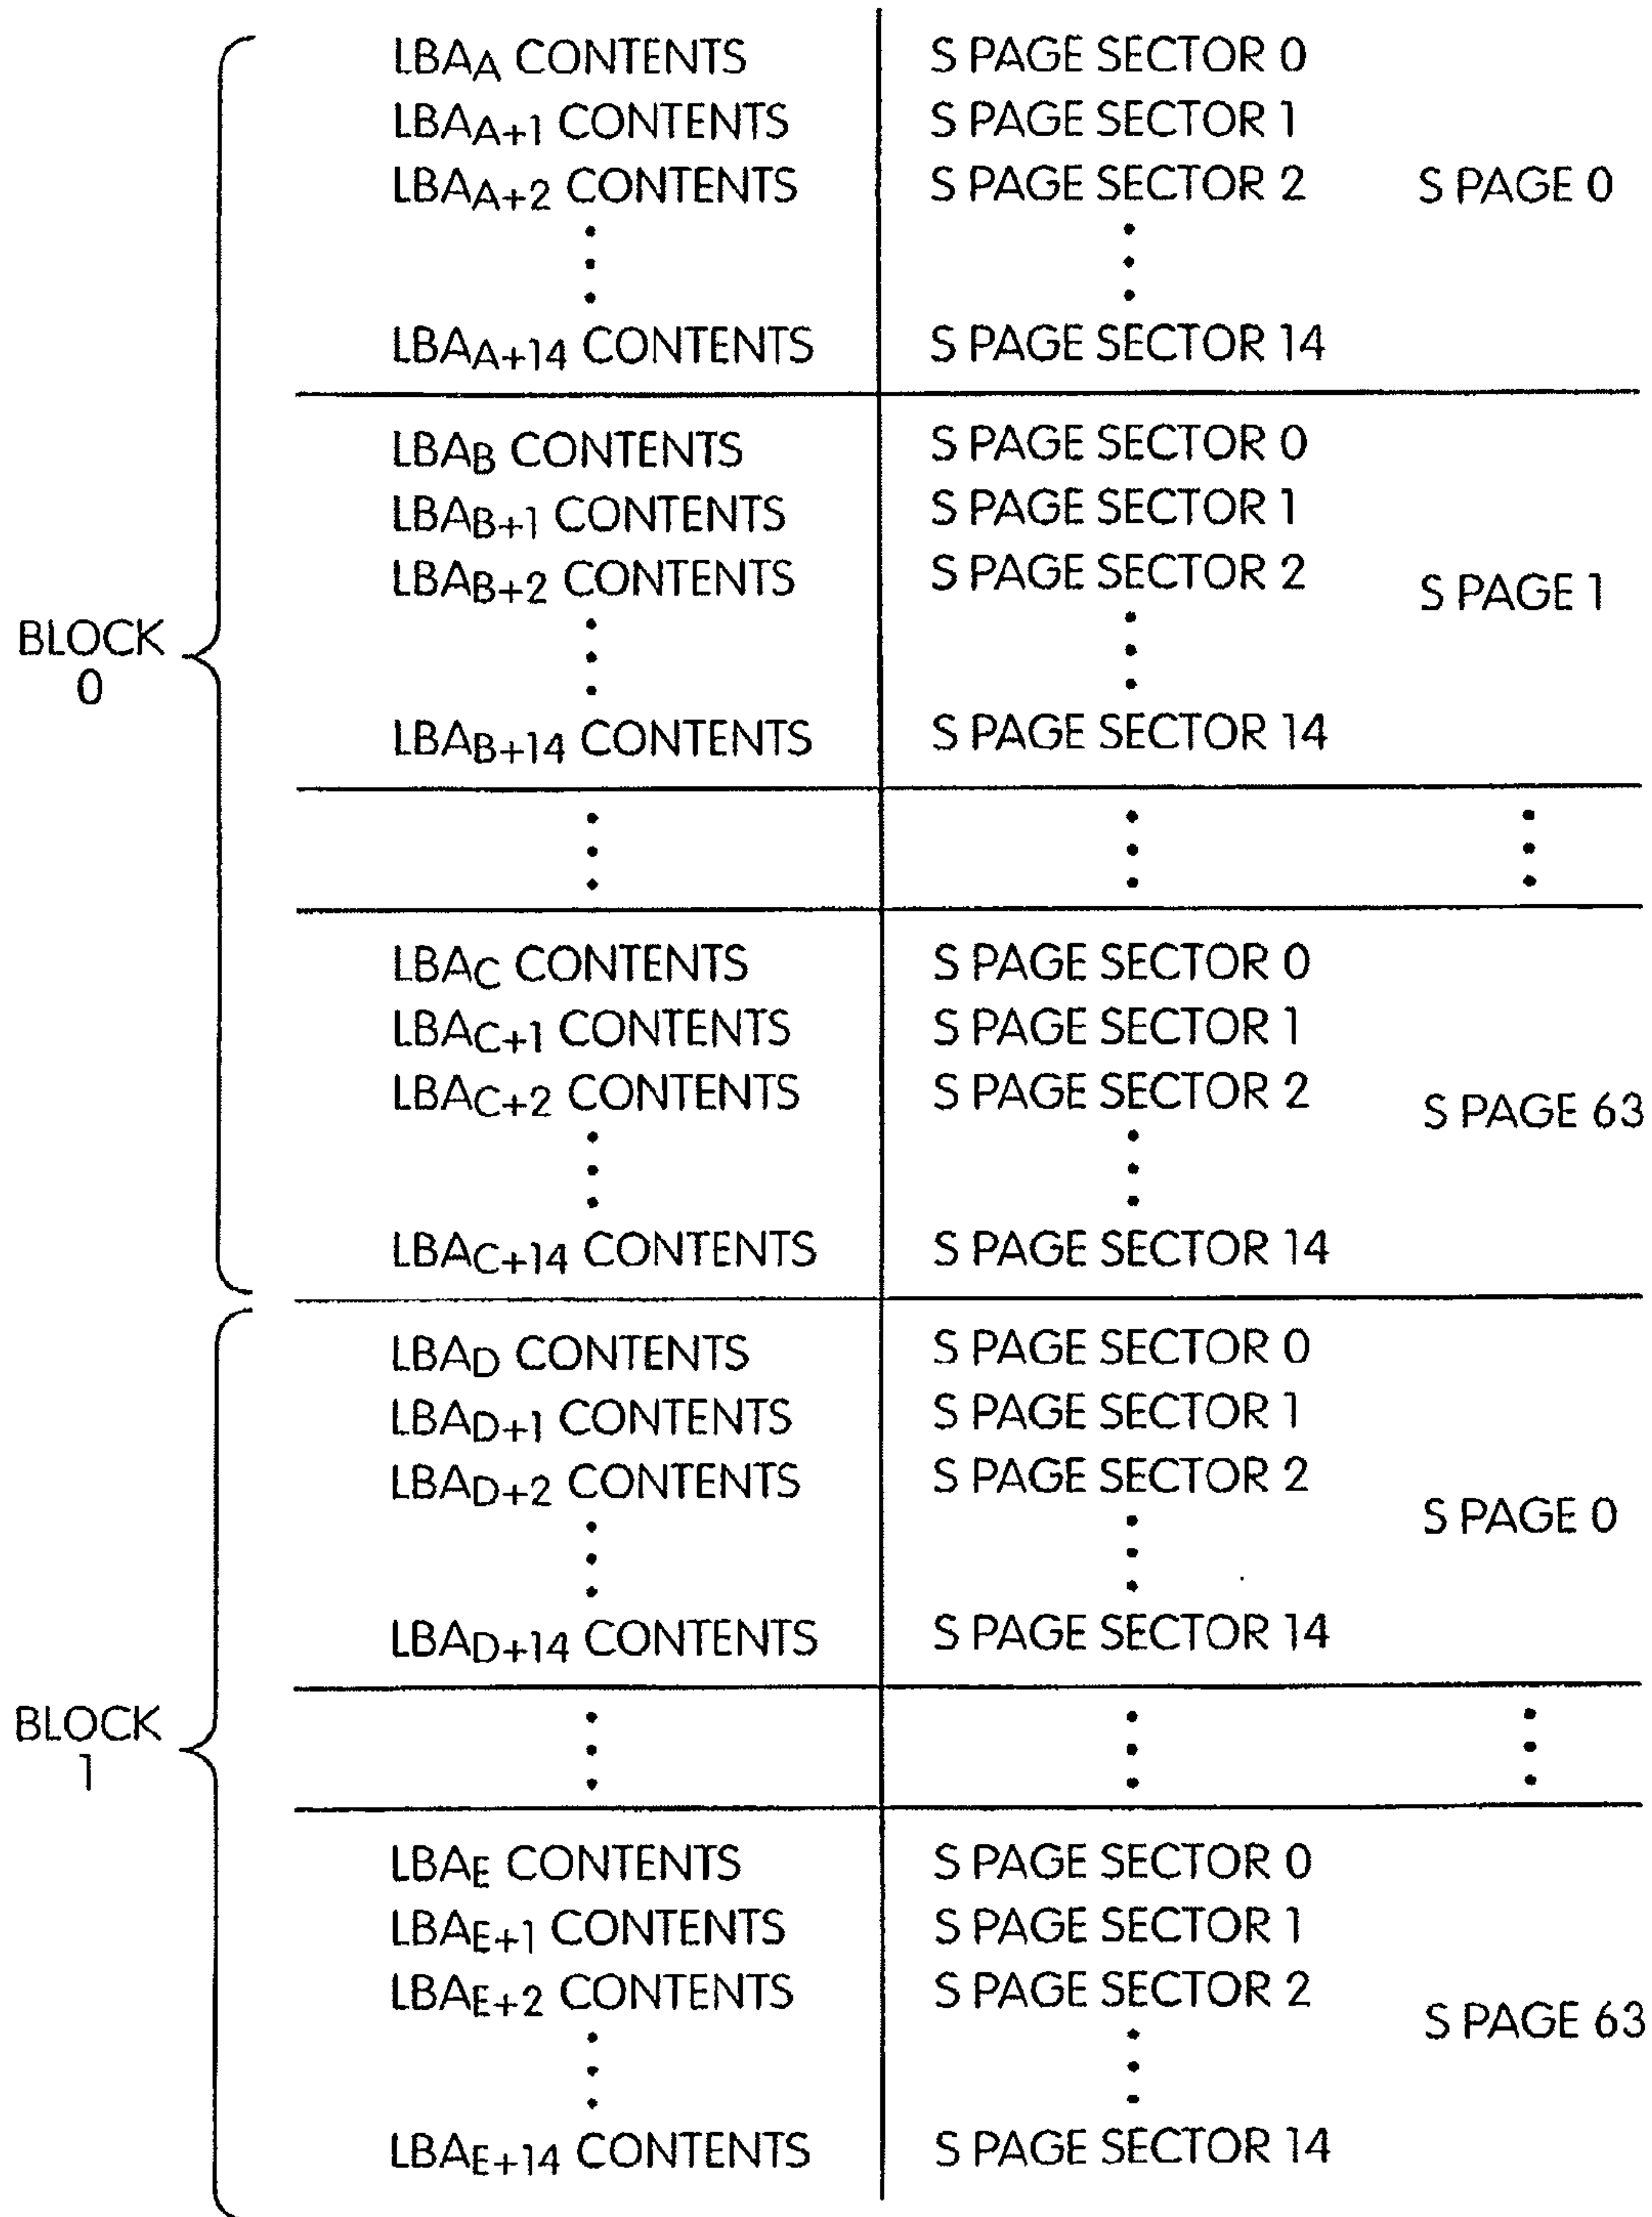 LBAA CONTENTS S PAGE SECTOR 0
LBAA+1 CONTENTS S PAGE SECTOR 1
LBAA+2 CONTENTS S PAGE SECTOR 2 S PAGE 0
LBAA+14 CONTENTS S PAGE SECTOR 14
LBAB CONTENTS S PAGE SECTOR 0
LBAB+1 CONTENTS S PAGE SECTOR 1
LBAB+2 CONTENTS S PAGE SECTOR 2 S PAGE 1
BLOCK
0
LBAB+14 CONTENTS S PAGE SECTOR 14
LBAC CONTENTS S PAGE SECTOR 0
LBAC+1 CONTENTS S PAGE SECTOR 1
LBAC+2 CONTENTS S PAGE SECTOR 2 S PAGE 63
LBAC+14 CONTENTS S PAGE SECTOR 14
LBAD CONTENTS S PAGE SECTOR 0
LBAD+1 CONTENTS S PAGE SECTOR 1
LBAD+2 CONTENTS S PAGE SECTOR 2 S PAGE 0
LBAD+14 CONTENTS S PAGE SECTOR 14
BLOCK
1
LBAE CONTENTS S PAGE SECTOR 0
LBAE+1 CONTENTS S PAGE SECTOR 1
LBAE+2 CONTENTS S PAGE SECTOR 2 S PAGE 63
LBAE+14 CONTENTS S PAGE SECTOR 14